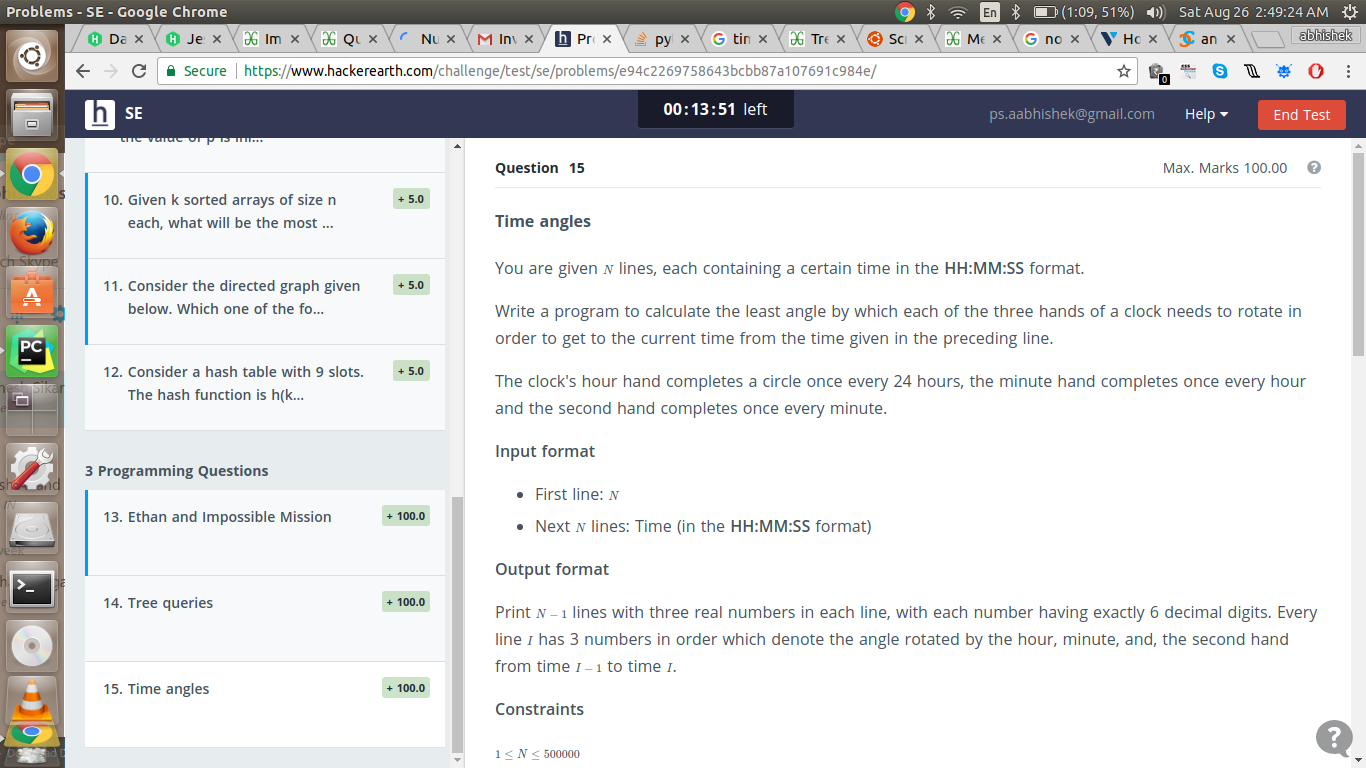 Problems - SE - Google Chrome
En
(1:09, 51%)
Sat Aug 26 2:49:24 AM
Da
Je
Im
Qu
Nu
Inv
Pr
pyt
tim
Tre
Sc
Me
no
Ho
an
abhishek
Secure
https://www.hackerearth.com/challenge/test/se/problems/e94c2269758643bcbb87a107691c984e/
0
h SE
00:13:51 left
ps.aabhishek@gmail.com
Help
End Test
the value of p is ini...
10. Given k sorted arrays of size n
each, what will be the most ...
+ 5.0
11. Consider the directed graph given
below. Which one of the fo...
+ 5.0
12. Consider a hash table with 9 slots.
The hash function is h(k...
+ 5.0
3 Programming Questions
13. Ethan and Impossible Mission
+ 100.0
14. Tree queries
+ 100.0
15. Time angles
+ 100.0
Question 15
Max. Marks 100.00
?
Time angles
You are given N lines, each containing a certain time in the HH:MM:SS format.
Write a program to calculate the least angle by which each of the three hands of a clock needs to rotate in
order to get to the current time from the time given in the preceding line.
The clock's hour hand completes a circle once every 24 hours, the minute hand completes once every hour
and the second hand completes once every minute.
Input format
• First line: N
• Next N lines: Time (in the HH:MM:SS format)
Output format
Print N – 1 lines with three real numbers in each line, with each number having exactly 6 decimal digits. Every
line I has 3 numbers in order which denote the angle rotated by the hour, minute, and, the second hand
from time I – 1 to time I.
Constraints
1 ≤ N ≤ 500000
?
PC
ch Skype